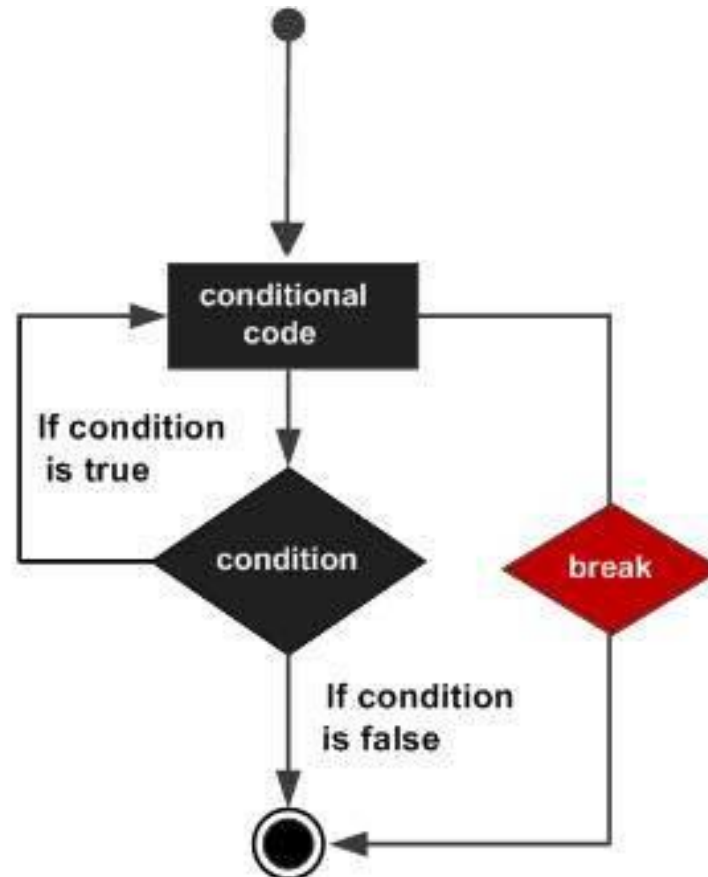 conditional
code
If condition
is true
condition
break
If condition
is false